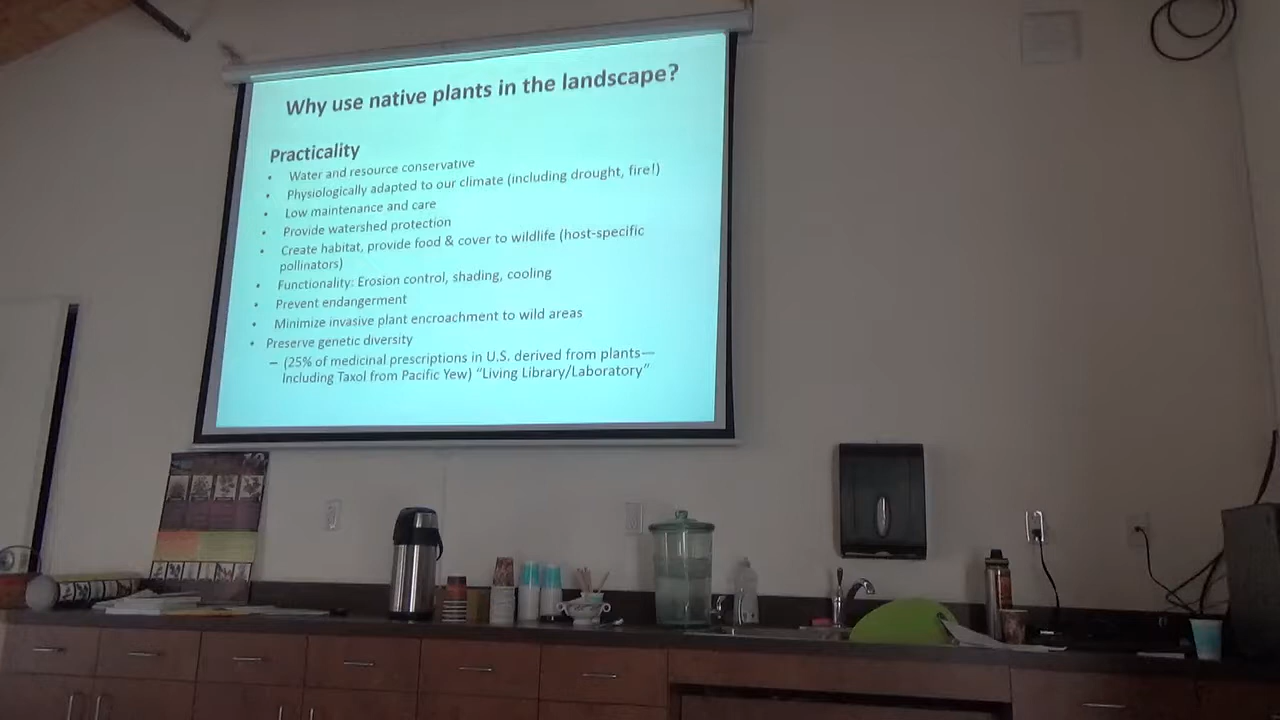 Why use native plants in the landscape?
Practicality
• Water and resource conservative
• Physiologically adapted to our climate (including drought, fire!)
• Low maintenance and care
• Provide watershed protection
• Create habitat, provide food & cover to wildlife (host-specific
pollinators)
• Functionality: Erosion control, shading, cooling
• Prevent endangerment
• Minimize invasive plant encroachment to wild areas
• Preserve genetic diversity
– (25% of medicinal prescriptions in U.S. derived from plants—
Including Taxol from Pacific Yew) “Living Library/Laboratory”